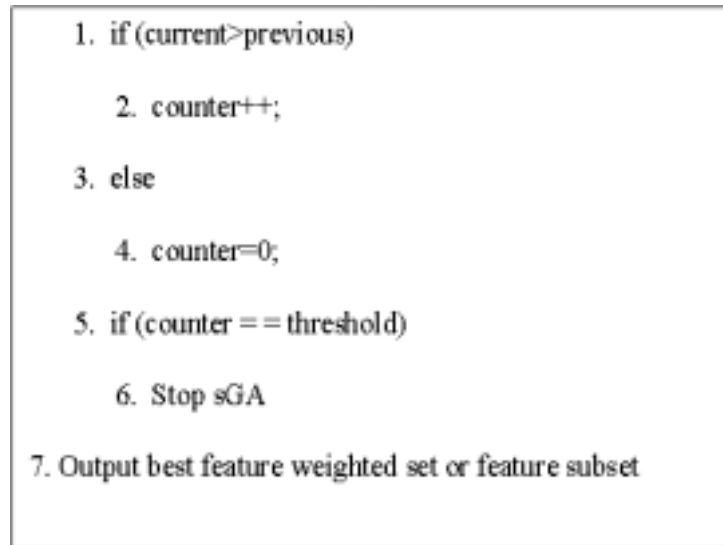 1. if (current>previous)
2. counter++;
3. else
4. counter=0;
5. if (counter == threshold)
6. Stop sGA
7. Output best feature weighted set or feature subset